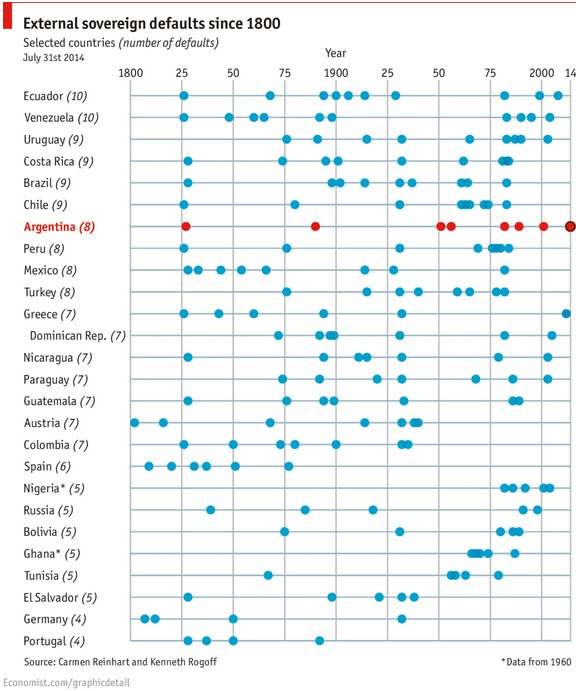 External sovereign defaults since 1800
Selected countries (number of defaults)
July 31st 2014
Year
1800 25 50 75 1900 25 50 75 2000 14
Ecuador (10)
Venezuela (10)
Uruguay (9)
Costa Rica (9)
Brazil (9)
Chile (9)
Argentina (8)
Peru (8)
Mexico (8)
Turkey (8)
Greece (7)
Dominican Rep. (7)
Nicaragua (7)
Paraguay (7)
Guatemala (7)
Austria (7)
Colombia (7)
Spain (6)
Nigeria* (5)
Russia (5)
Bolivia (5)
Ghana* (5)
Tunisia (5)
El Salvador (5)
Germany (4)
Portugal (4)
Source: Carmen Reinhart and Kenneth Rogoff
*Data from 1960
Economist.com/graphicdetail